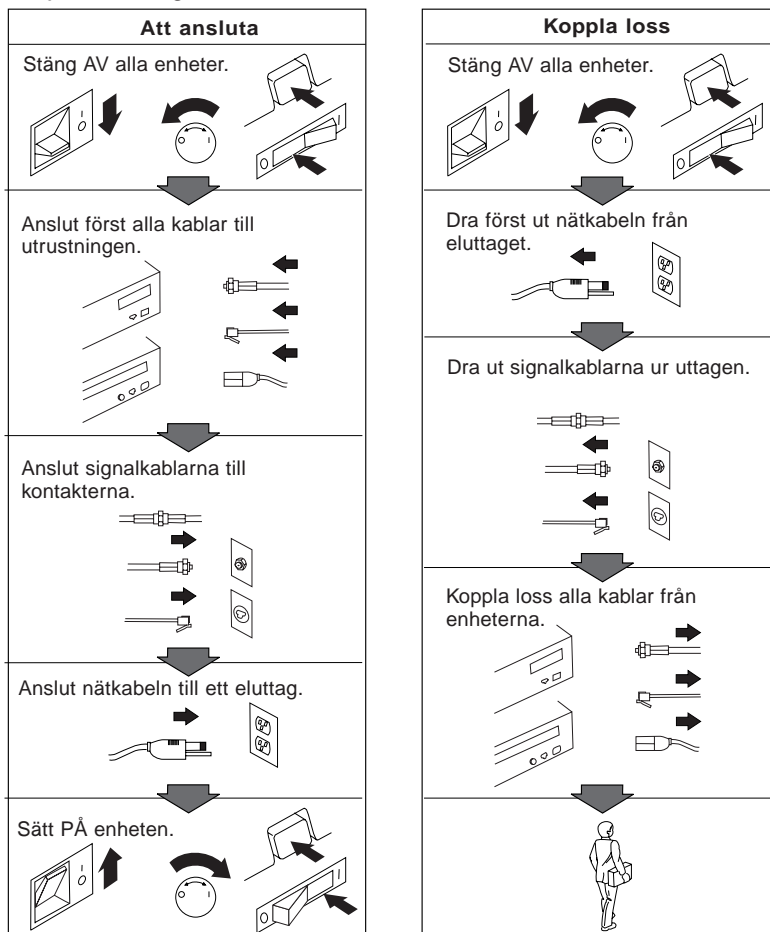 Att ansluta
Stäng AV alla enheter.
Anslut först alla kablar till
utrustningen.
Anslut signalkablarna till
kontakterna.
Anslut nätkabeln till ett eluttag.
Sätt PÅ enheten.
Koppla loss
Stäng AV alla enheter.
Dra först ut nätkabeln från
eluttaget.
Dra ut signalkablarna ur uttagen.
Koppla loss alla kablar från
enheterna.